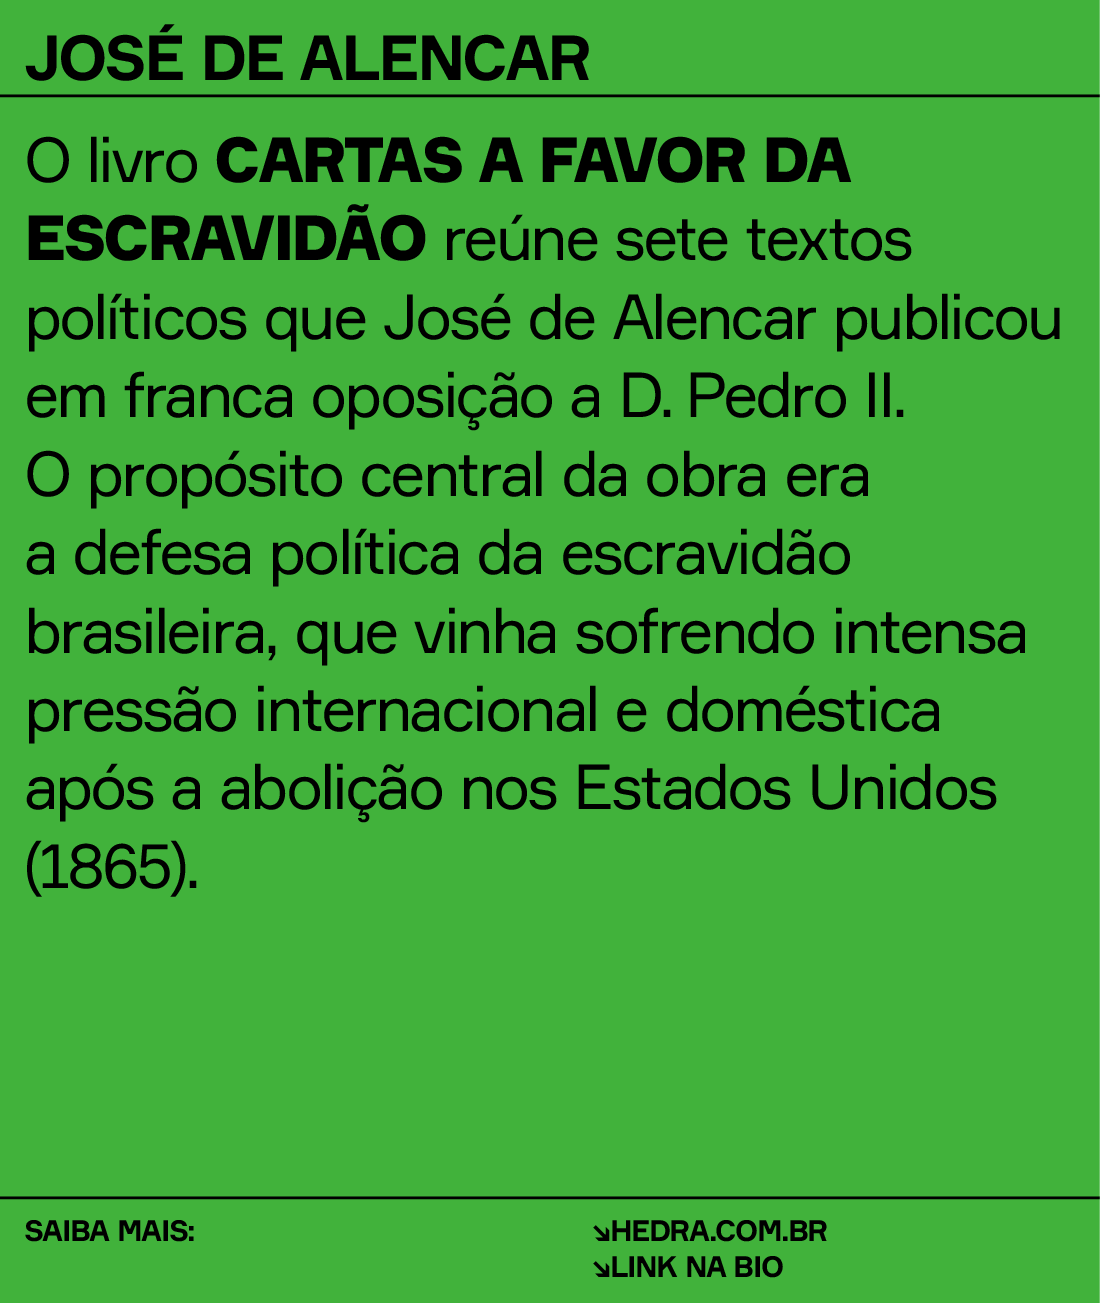 JOSÉ DE ALENCAR
O livro CARTAS A FAVOR DA
ESCRAVIDÃO reúne sete textos
políticos que José de Alencar publicou
em franca oposição a D. Pedro II.
O propósito central da obra era
a defesa política da escravidão
brasileira, que vinha sofrendo intensa
pressão internacional e doméstica
após a abolição nos Estados Unidos
(1865).
SAIBA MAIS:
↘HEDRA.COM.BR
↘LINK NA BIO